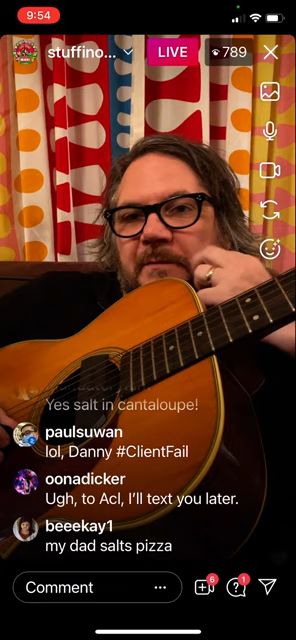 9:54
stuffino...
LIVE
789
Yes salt in cantaloupe!
paulsuwan
lol, Danny #ClientFail
oonadicker
Ugh, to Acl, I'll text you later.
beeekay1
my dad salts pizza
Comment
6
1